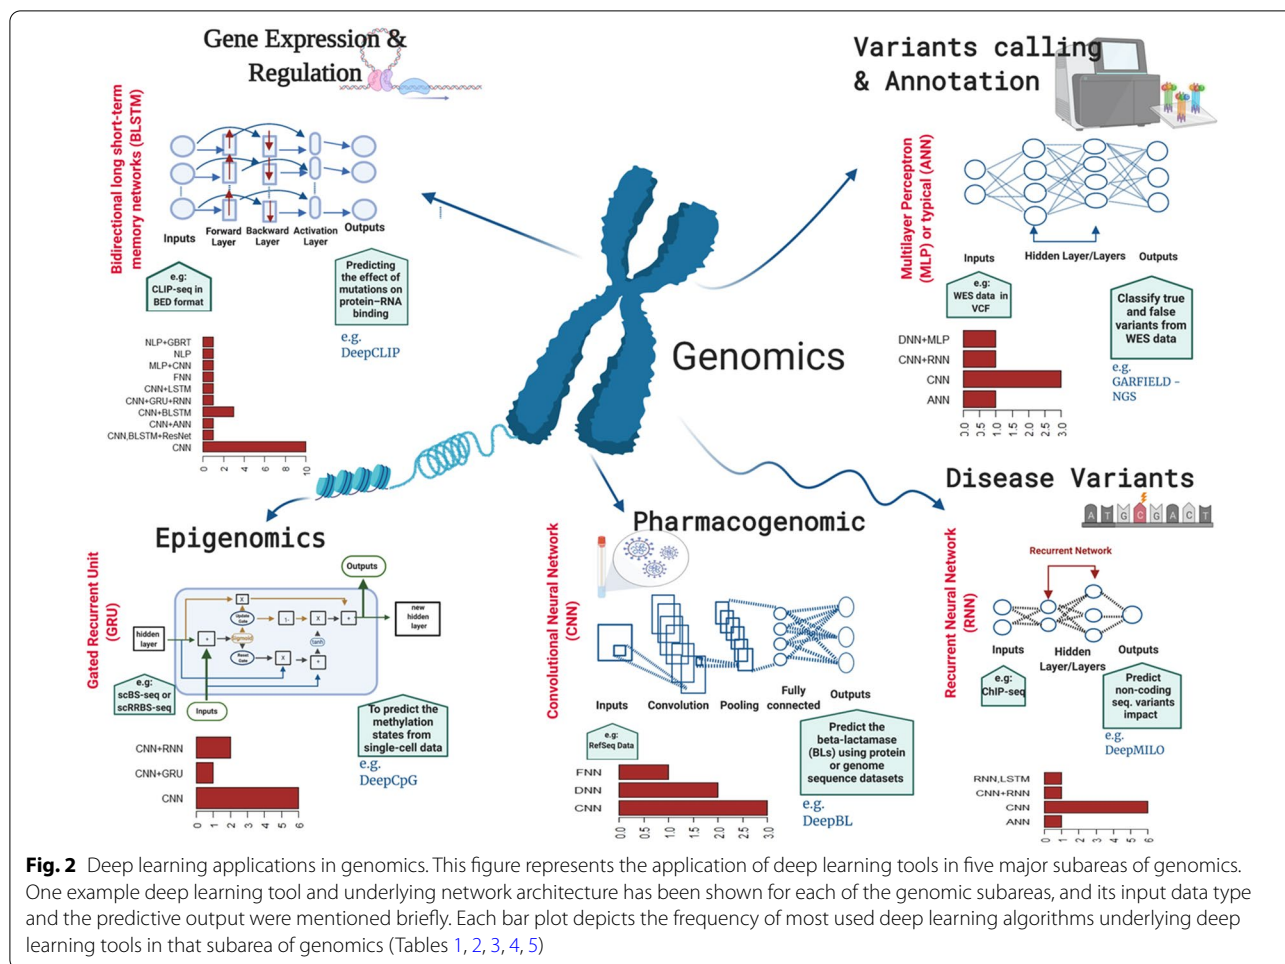 Gene Expression &
Regulation
Bidirectional long short-term
memory networks (BLSTM)
Inputs
Forward
Layer
Backward
Layer
Activation
Layer
Outputs
e.g:
CLIP-seq in
BED format
Predicting
the effect of
mutations on
protein–RNA
binding
e.g.
DeepCLIP
NLP+GBRT
NLP
MLP+CNN
FNN
CNN+LSTM
CNN+GRU+RNN
CNN+BLSTM
CNN+ANN
CNN,BLSTM+ResNet
CNN
0
2
4
6
8
10
Variants calling
& Annotation
Multilayer Perceptron
(MLP) or typical (ANN)
Inputs
Hidden Layer/Layers
Outputs
e.g:
WES data in
VCF
Classify true
and false
variants from
WES data
e.g.
GARFIELD -
NGS
DNN+MLP
CNN+RNN
CNN
ANN
0.0
0.5
1.0
1.5
2.0
2.5
3.0
Genomics
Epigenomics
Gated Recurrent Unit
(GRU)
Outputs
hidden
layer
new
hidden
layer
X
Update
Gate
1-
X
+
+
sigmoid
tanh
Reset
Gate
X
+
Inputs
e.g:
scBS-seq or
scRRBS-seq
To predict the
methylation
states from
single-cell data
e.g.
DeepCpG
CNN+RNN
CNN+GRU
CNN
0
1
2
3
4
5
6
Pharmacogenomic
Convolutional Neural Network
(CNN)
Inputs
Convolution
Pooling
Fully
connected
Outputs
e.g:
RefSeq Data
Predict the
beta-lactamase
(BLs) using protein
or genome
sequence datasets
e.g.
DeepBL
FNN
DNN
CNN
0.0
0.5
1.0
1.5
2.0
2.5
3.0
Disease Variants
A T G C G A C T
Recurrent Neural Network
(RNN)
Recurrent Network
Inputs
Hidden
Layer/Layers
Outputs
e.g:
ChIP-seq
Predict
non-coding
seq. variants
impact
e.g.
DeepMILO
RNN,LSTM
CNN+RNN
CNN
ANN
0
1
2
3
4
5
6
Fig. 2 Deep learning applications in genomics. This figure represents the application of deep learning tools in five major subareas of genomics.
One example deep learning tool and underlying network architecture has been shown for each of the genomic subareas, and its input data type
and the predictive output were mentioned briefly. Each bar plot depicts the frequency of most used deep learning algorithms underlying deep
learning tools in that subarea of genomics (Tables 1, 2, 3, 4, 5)